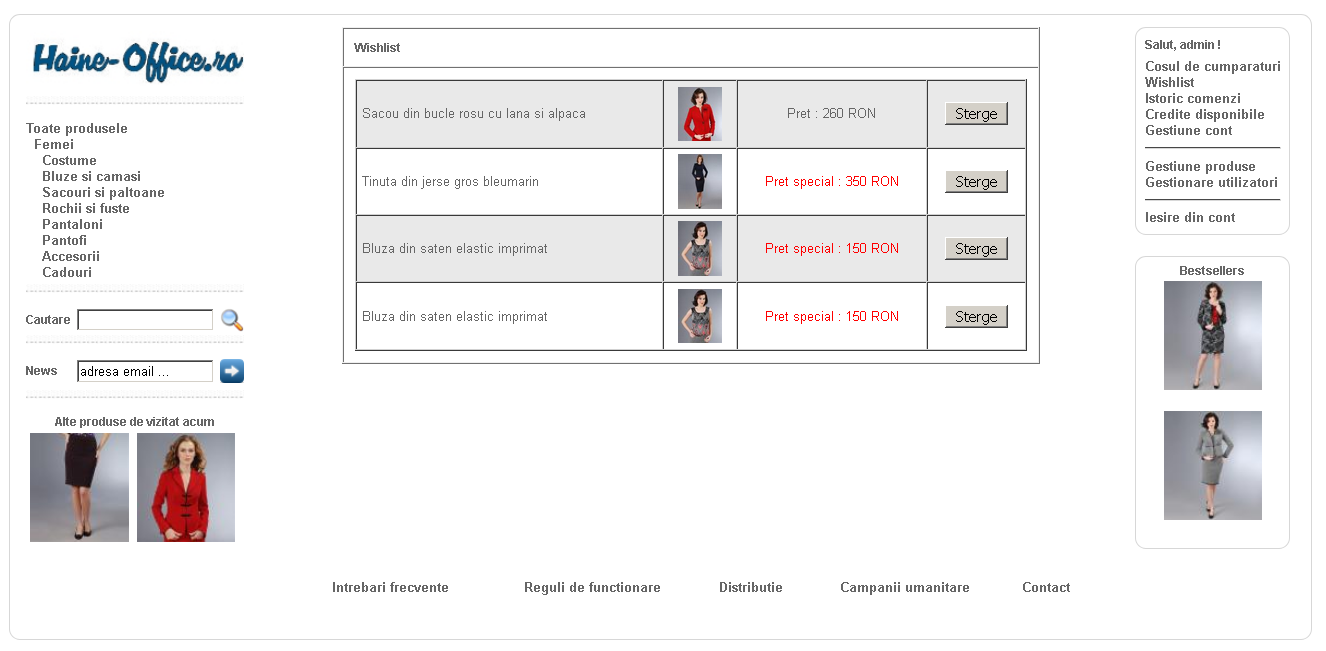 Haine-Office.ro
Toate produsele
Femei
Costume
Bluze si camasi
Sacouri si paltoane
Rochii si fuste
Pantaloni
Pantofi
Accesorii
Cadouri
Cautare
News adresa email ...
Alte produse de vizitat acum
Wishlist
Sacou din bucle rosu cu lana si alpaca Pret : 260 RON Sterge
Tinuta din jerse gros bleumarin Pret special : 350 RON Sterge
Bluza din saten elastic imprimat Pret special : 150 RON Sterge
Bluza din saten elastic imprimat Pret special : 150 RON Sterge
Salut, admin !
Cosul de cumparaturi
Wishlist
Istoric comenzi
Credite disponibile
Gestiune cont
Gestiune produse
Gestionare utilizatori
Iesire din cont
Bestsellers
Intrebari frecvente Reguli de functionare Distributie Campanii umanitare Contact